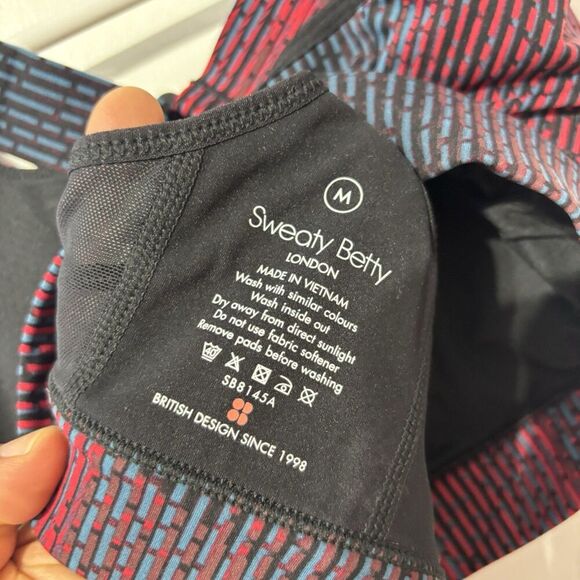 M
Sweaty Betty
LONDON
MADE IN VIETNAM
Wash with similar colours
Wash inside out
Dry away from direct sunlight
Do not use fabric softener
Remove pads before washing
40
SB8145A
BRITISH DESIGN SINCE 1998